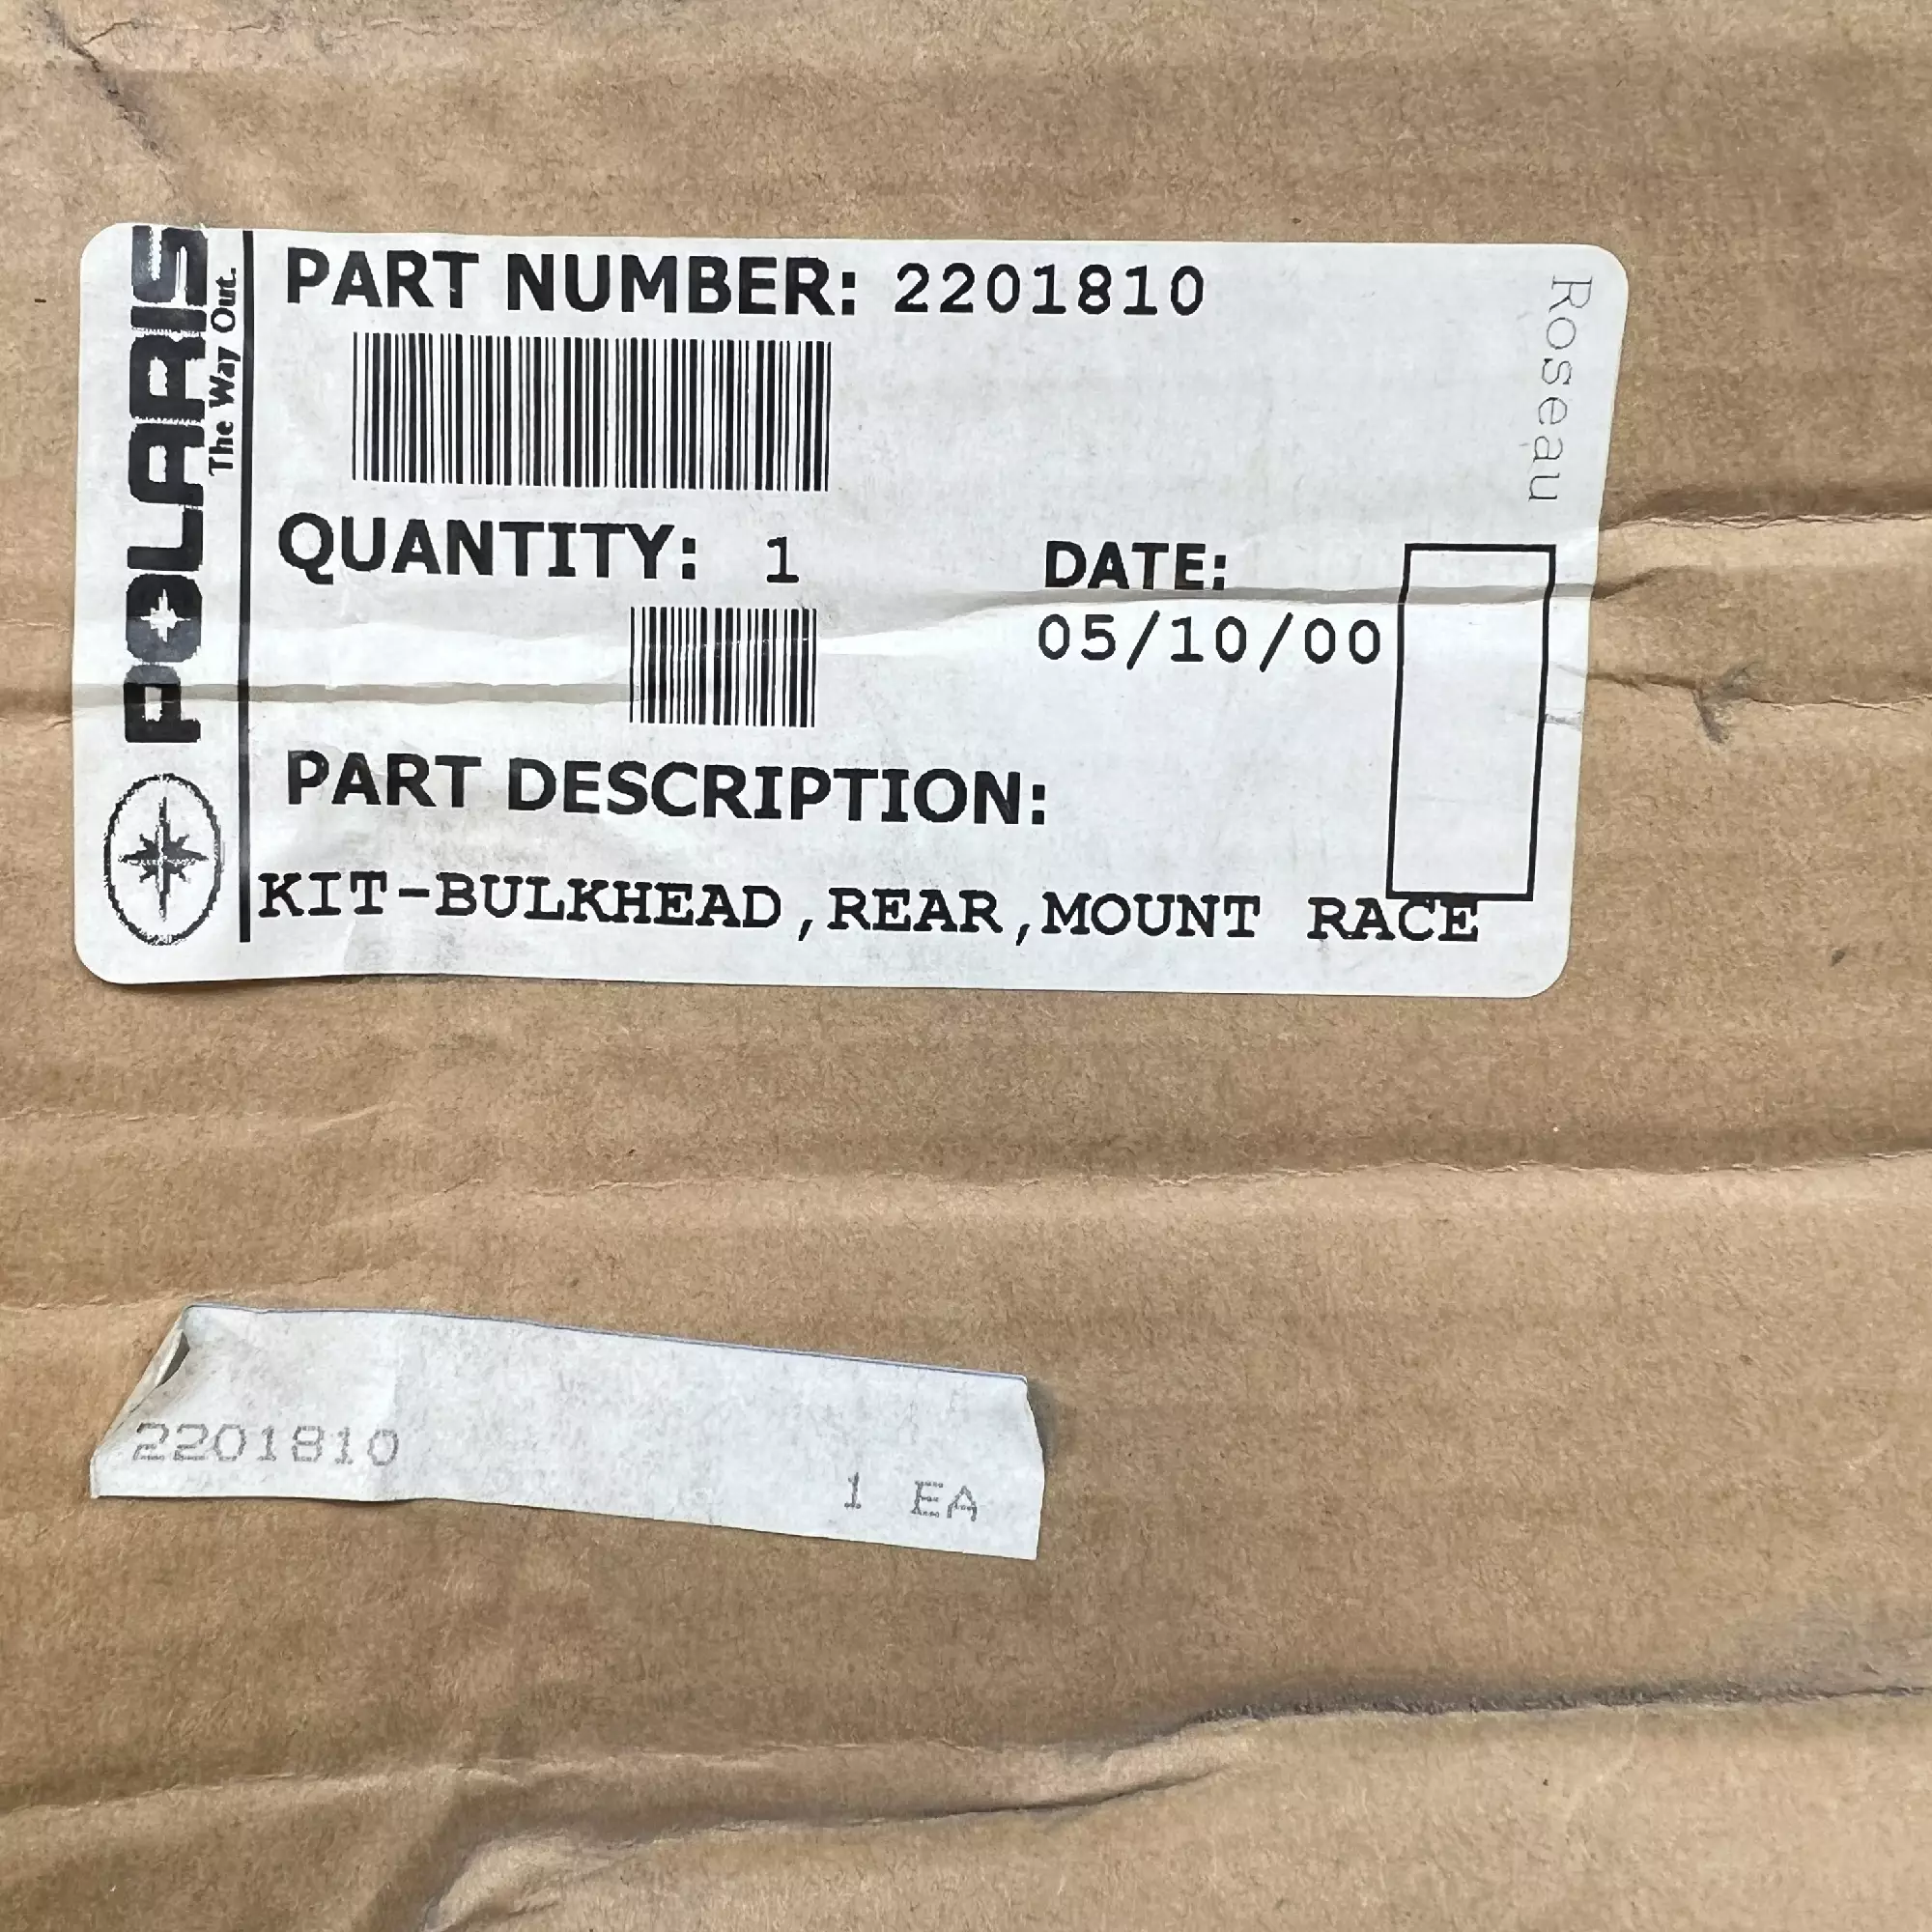 POLARIS
The Way Out.
PART NUMBER: 2201810
Roseau
QUANTITY: 1
DATE:
05/10/00
PART DESCRIPTION:
KIT-BULKHEAD,REAR,MOUNT RACE
2201810
1 EA